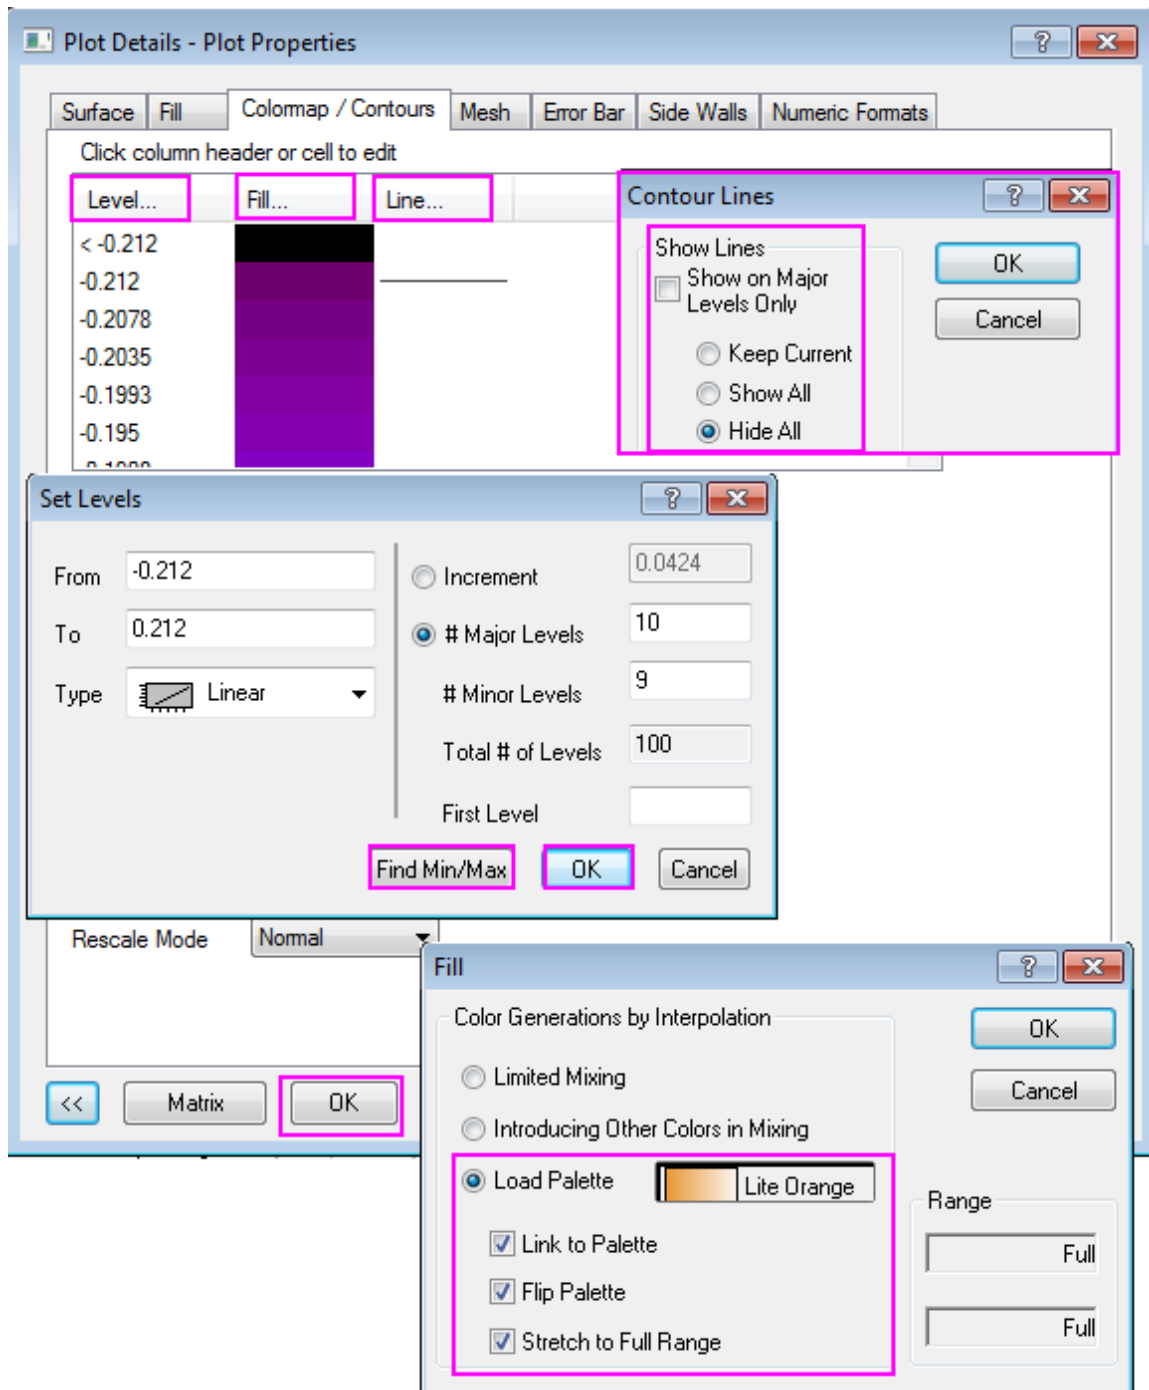 Plot Details - Plot Properties
Surface Fill Colormap / Contours Mesh Error Bar Side Walls Numeric Formats
Click column header or cell to edit
Level... Fill... Line...
< -0.212
-0.212
-0.2078
-0.2035
-0.1993
-0.195
Contour Lines
Show Lines
Show on Major
Levels Only
Keep Current
Show All
Hide All
OK
Cancel
Set Levels
From -0.212
To 0.212
Type Linear
Increment 0.0424
# Major Levels 10
# Minor Levels 9
Total # of Levels 100
First Level
Find Min/Max OK Cancel
Rescale Mode Normal
<< Matrix OK
Fill
Color Generations by Interpolation
Limited Mixing
Introducing Other Colors in Mixing
Load Palette Lite Orange
Link to Palette
Flip Palette
Stretch to Full Range
OK
Cancel
Range
Full
Full